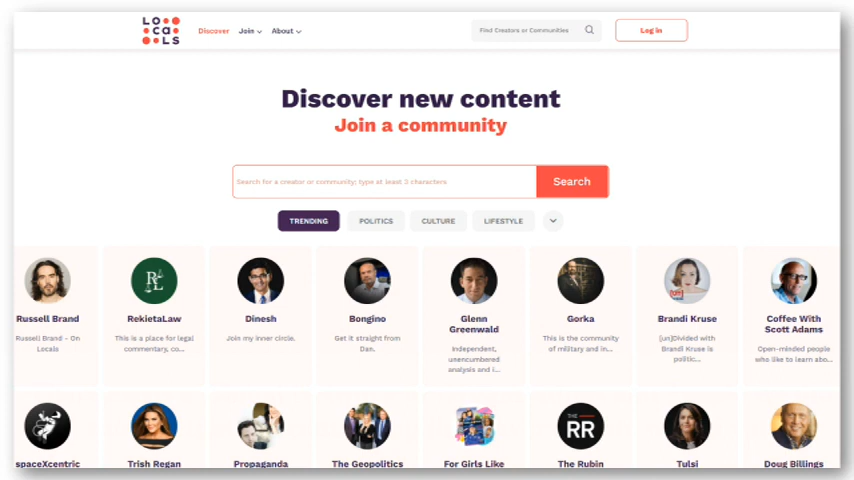 LO
ca
LS
Discover
Join
About
Find Creators or Communities
Log in
Discover new content
Join a community
Search for a creator or community; type at least 3 characters
Search
TRENDING
POLITICS
CULTURE
LIFESTYLE
Russell Brand
Russell Brand - On
Locals
RL
RekietaLaw
This is a place for legal
commentary, co...
Dinesh
Join my inner circle.
Bongino
Get it straight from
Dan.
Glenn
Greenwald
Independent,
unencumbered
analysis and i...
Gorka
This is the community
of military and in...
Brandi Kruse
[un]Divided with
Brandi Kruse is
politic...
Coffee With
Scott Adams
Open-minded people
who like to learn abo...
spaceXcentric
Trish Regan
Propaganda
The Geopolitics
For Girls Like
THE
RR
The Rubin
Tulsi
Doug Billings